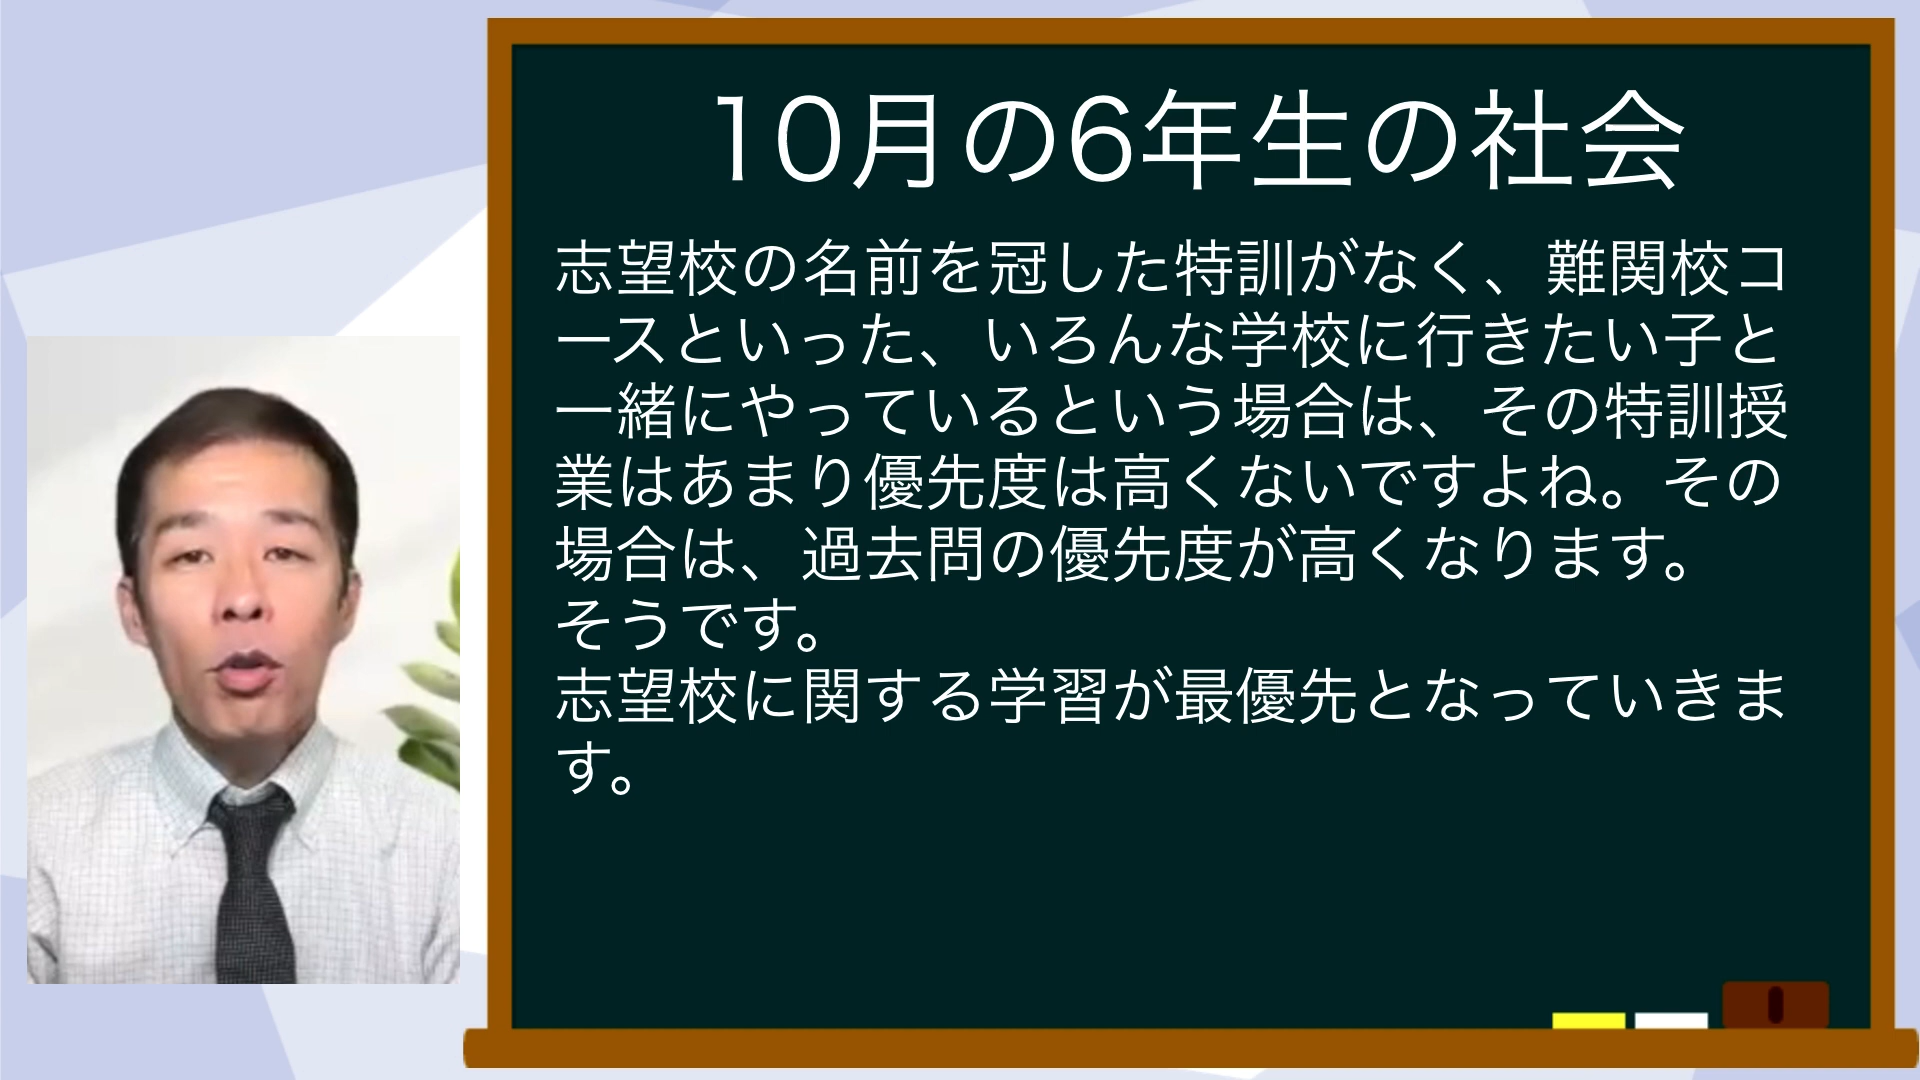 10月の6年生の社会
志望校の名前を冠した特訓がなく、難関校コ
ースといった、いろんな学校に行きたい子と
一緒にやっているという場合は、その特訓授
業はあまり優先度は高くないですよね。その
場合は、過去問の優先度が高くなります。
そうです。
志望校に関する学習が最優先となっていきま
す。